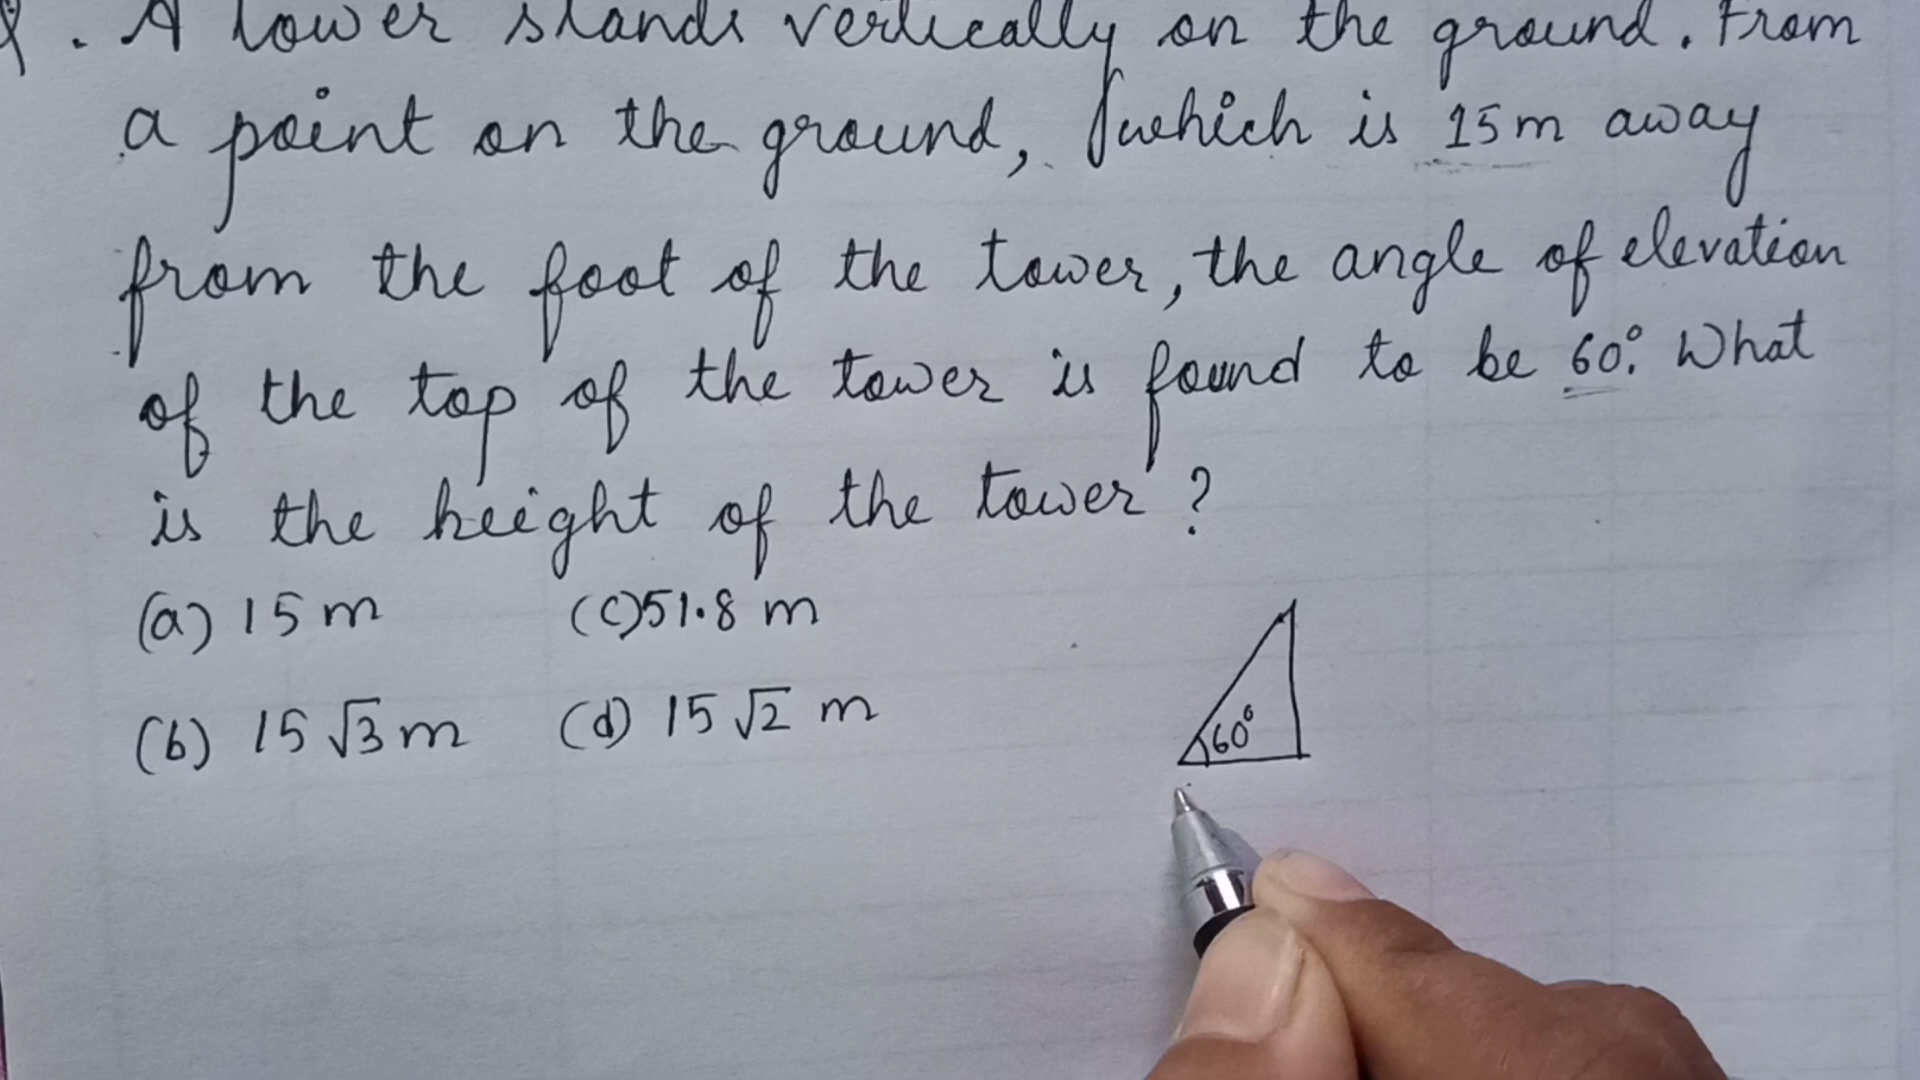 Q. A tower stands vertically on the ground. From
a point on the ground, which is 15m away
from the foot of the tower, the angle of elevation
of the top of the tower is found to be 60°. What
is the height of the tower?
(a) 15 m (c) 51.8 m
(b) 15 √3 m (d) 15 √2 m
60°